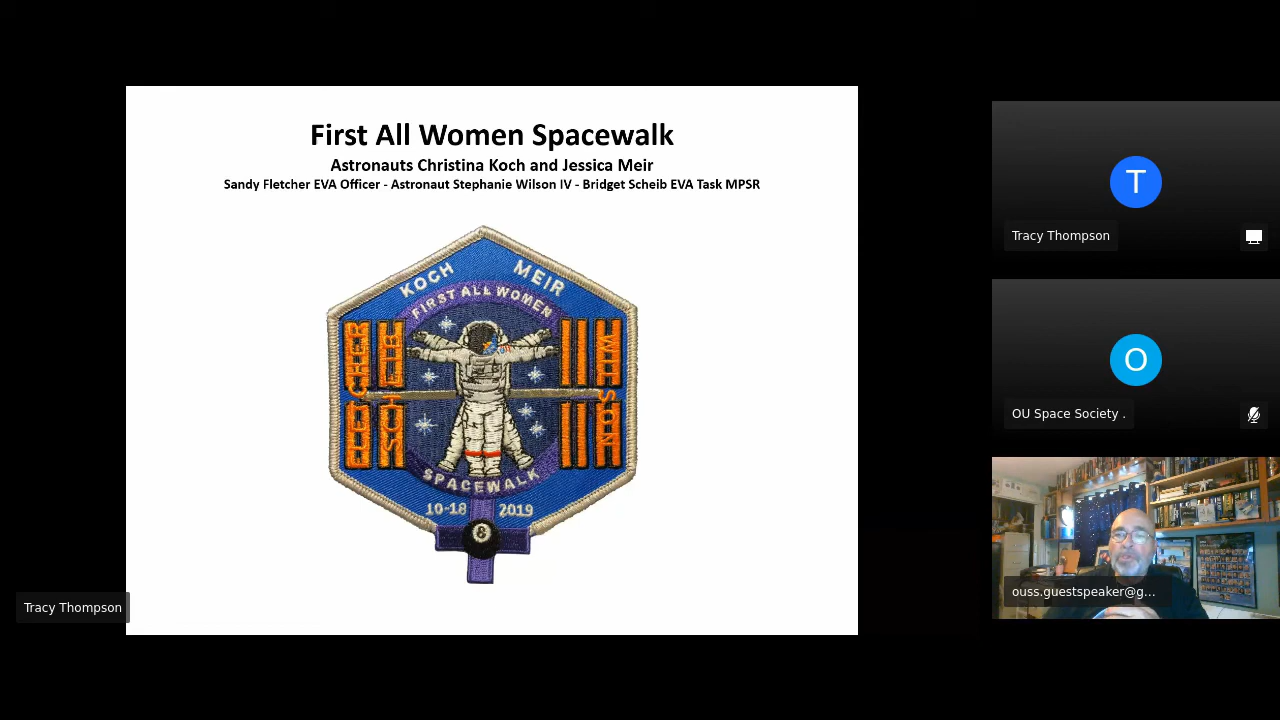 First All Women Spacewalk
Astronauts Christina Koch and Jessica Meir
Sandy Fletcher EVA Officer - Astronaut Stephanie Wilson IV - Bridget Scheib EVA Task MPSR
KOCH MEIR
FIRST ALL WOMEN
SPACEWALK
10-18 2019
8
Tracy Thompson
T
Tracy Thompson
O
OU Space Society .
ouss.guestspeaker@g...